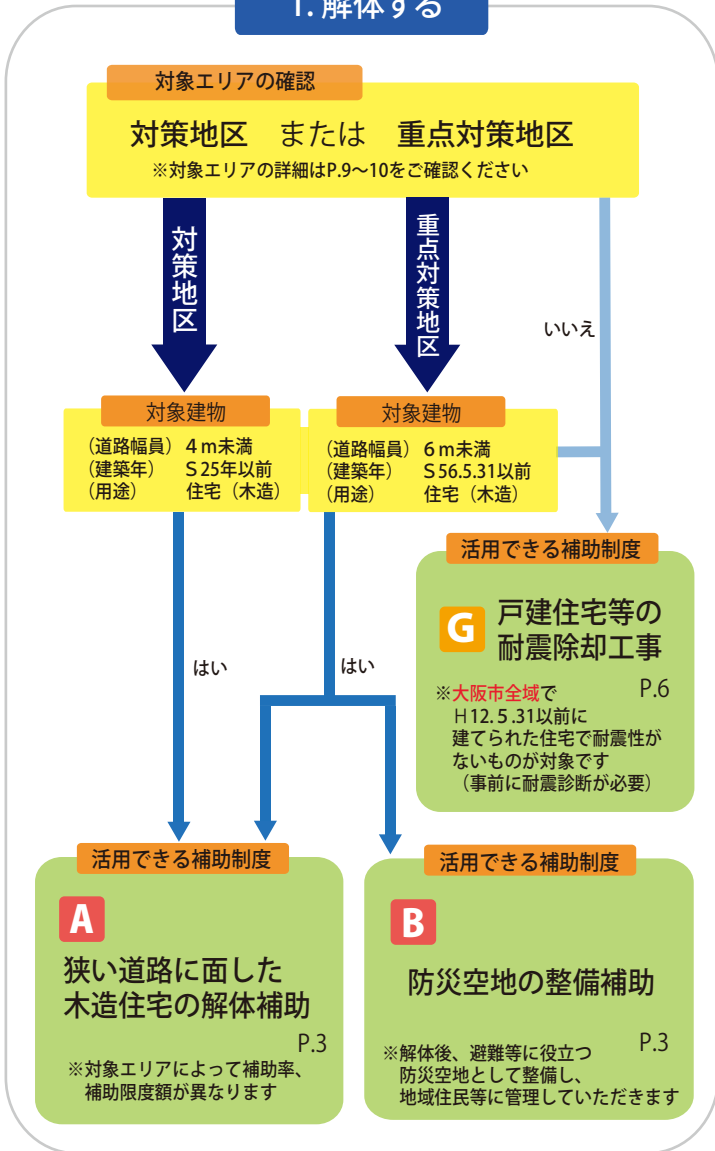 1. 解体する
対象エリアの確認
対策地区 または 重点対策地区
※対象エリアの詳細はP.9〜10をご確認ください
対策地区
重点対策地区
いいえ
対象建物
（道路幅員） 4ｍ未満
（建築年） Ｓ25年以前
（用途） 住宅（木造）
対象建物
（道路幅員） 6ｍ未満
（建築年） Ｓ56.5.31以前
（用途） 住宅（木造）
活用できる補助制度
G 戸建住宅等の
耐震除却工事
P.6
※大阪市全域で
Ｈ12.5.31以前に
建てられた住宅で耐震性が
ないものが対象です
（事前に耐震診断が必要）
はい
はい
活用できる補助制度
A
狭い道路に面した
木造住宅の解体補助
P.3
※対象エリアによって補助率、
補助限度額が異なります
活用できる補助制度
B
防災空地の整備補助
P.3
※解体後、避難等に役立つ
防災空地として整備し、
地域住民等に管理していただきます